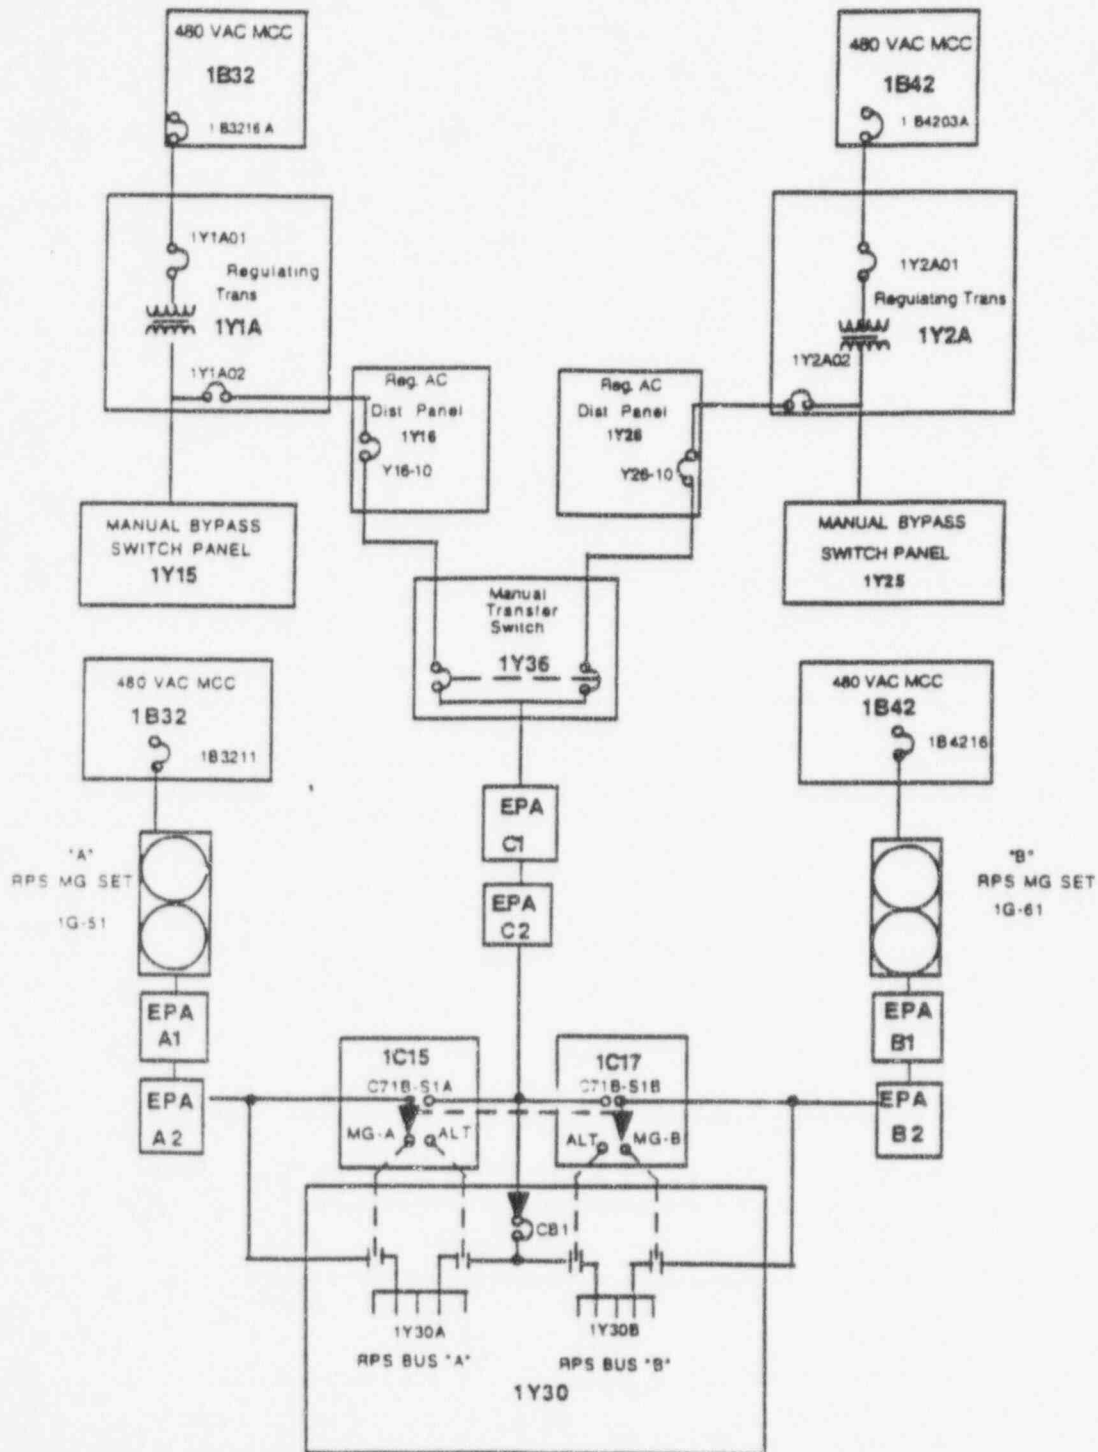 480 VAC MCC
1B32
1B3216A
480 VAC MCC
1B42
1B4203A
1Y1A01
Regulating
Trans
1Y1A
1Y1A02
1Y2A01
Regulating Trans
1Y2A
1Y2A02
Reg. AC
Dist Panel
1Y16
Y16-10
Reg. AC
Dist Panel
1Y26
Y26-10
MANUAL BYPASS
SWITCH PANEL
1Y15
MANUAL BYPASS
SWITCH PANEL
1Y25
Manual
Transfer
Switch
1Y36
480 VAC MCC
1B32
1B3211
480 VAC MCC
1B42
1B4216
EPA
C1
EPA
C2
"A"
RPS MG SET
1G-51
"B"
RPS MG SET
1G-61
EPA
A1
EPA
A2
EPA
B1
EPA
B2
1C15
C71B-S1A
MG-A ALT
1C17
C71B-S1B
ALT MG-B
CB1
1Y30A
RPS BUS "A"
1Y30B
RPS BUS "B"
1Y30